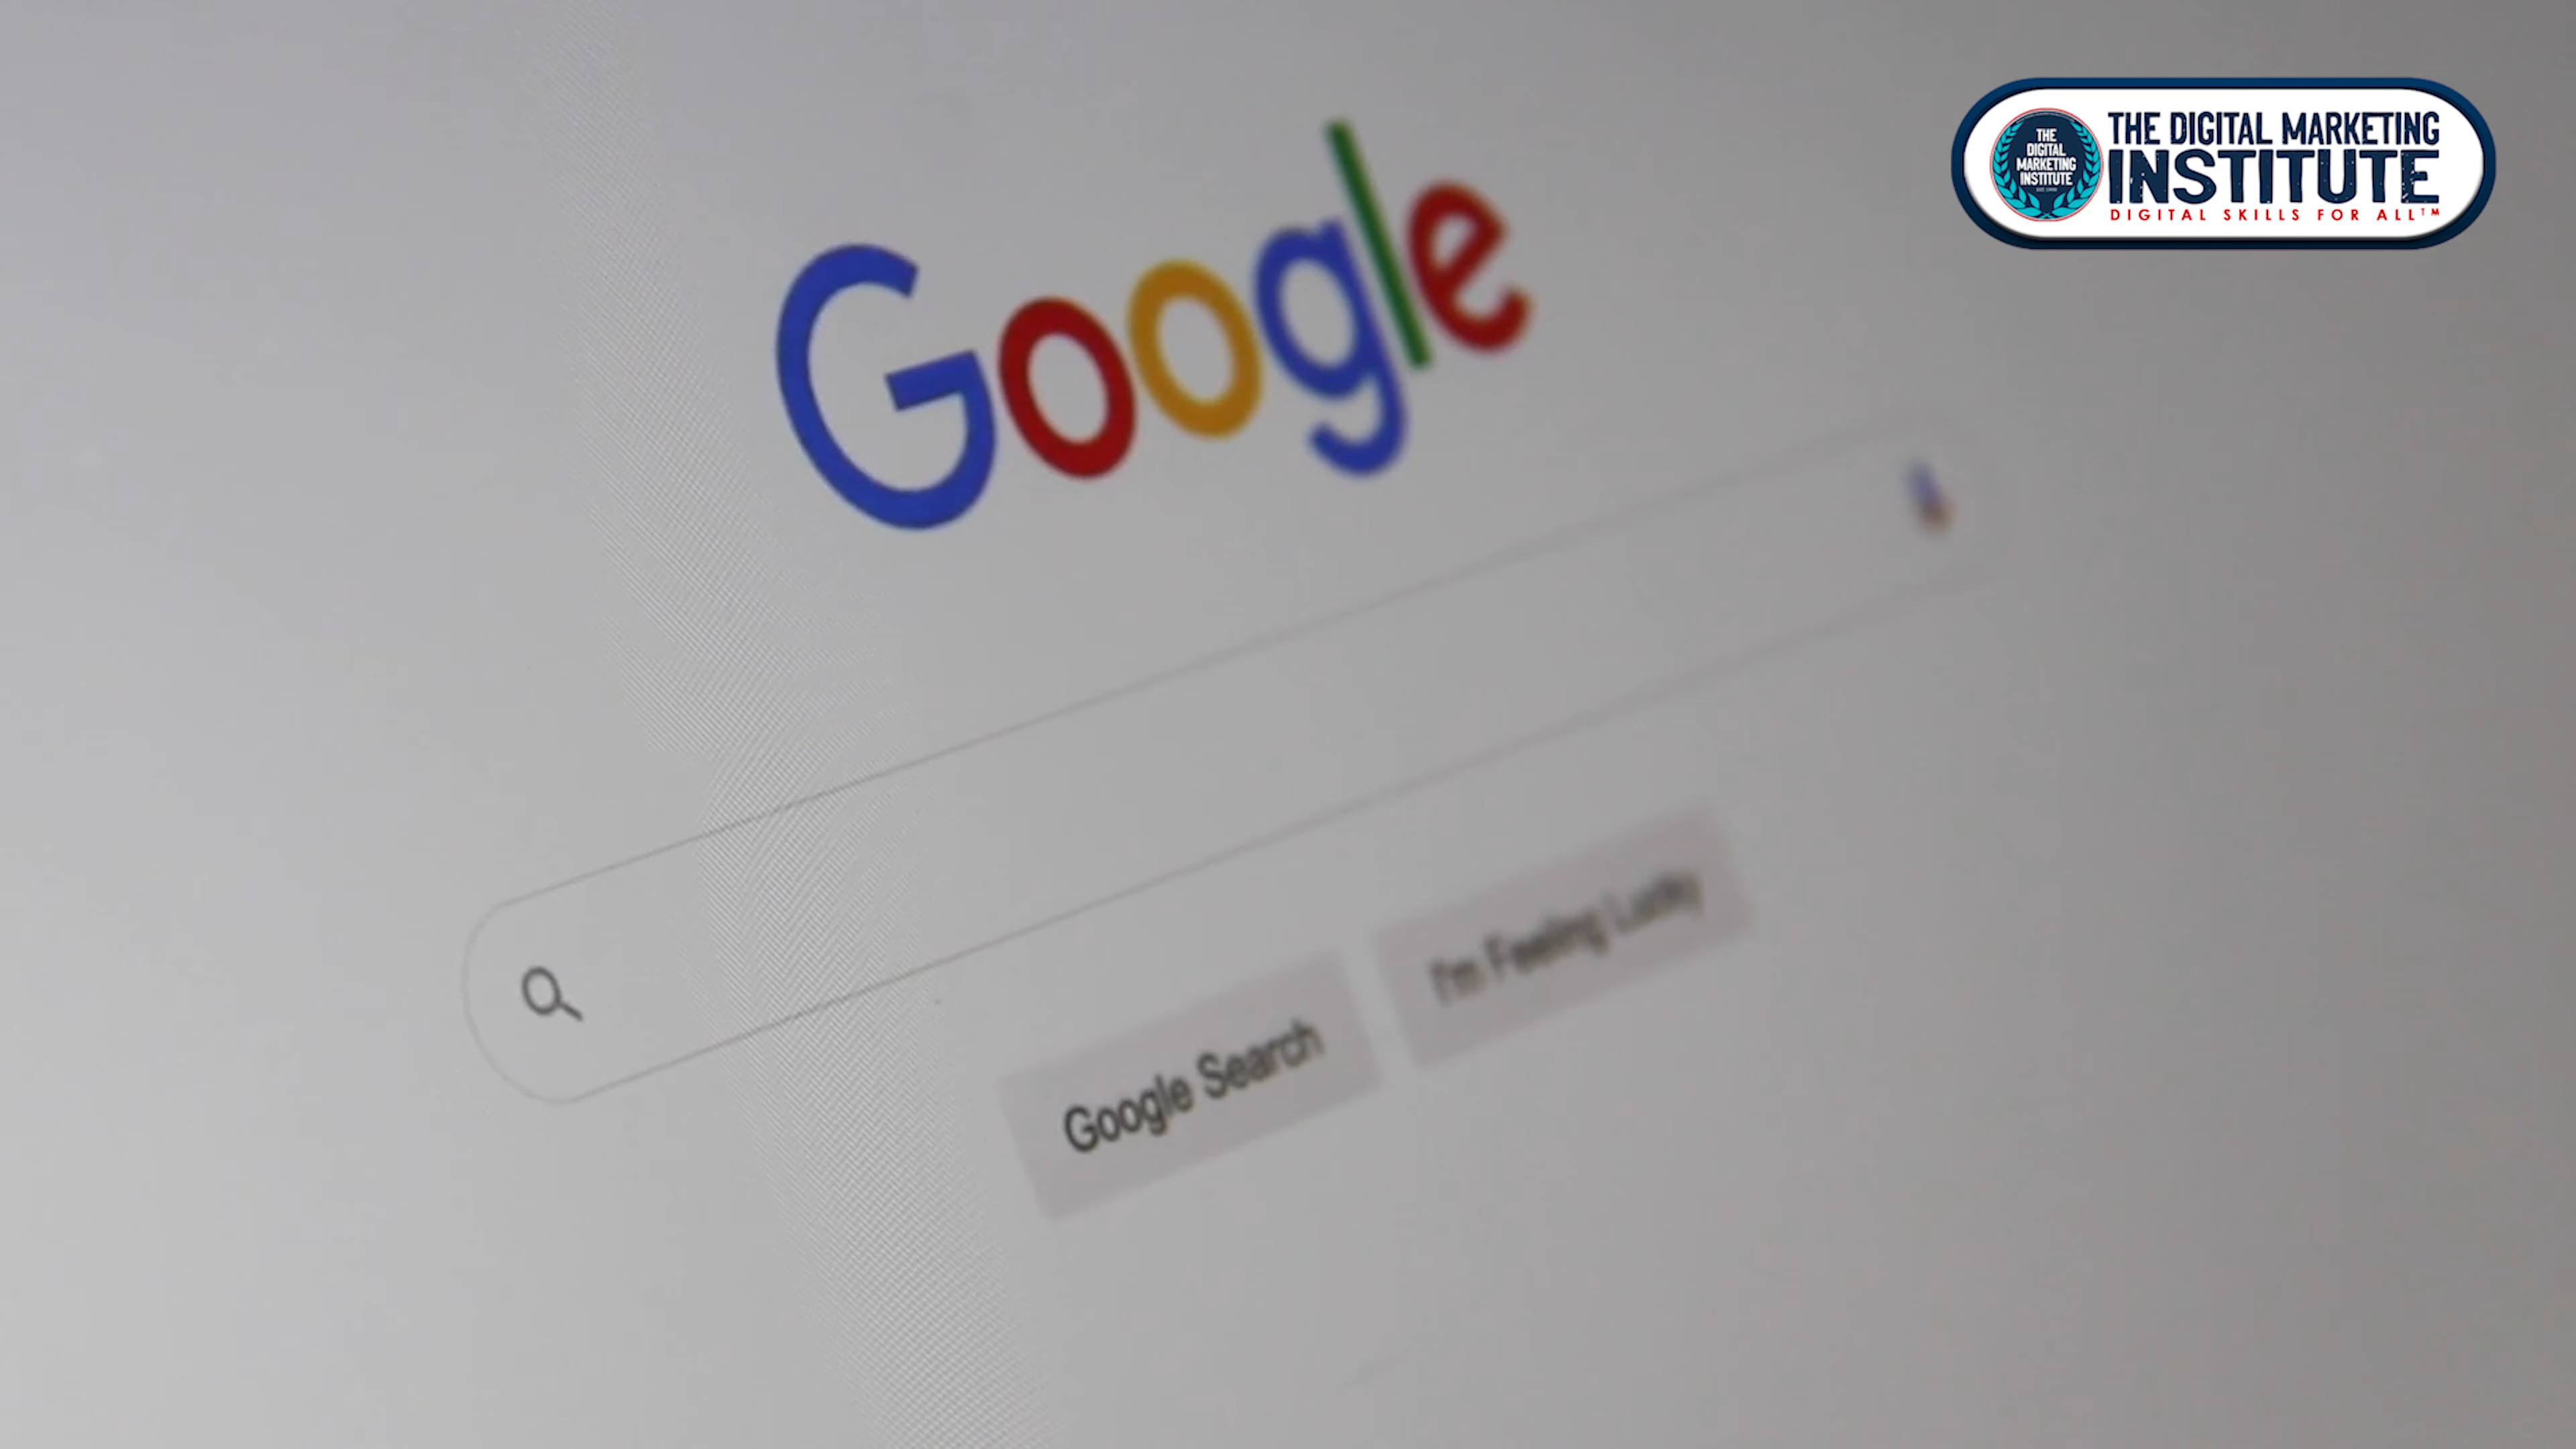 Google
Google Search
I'm Feeling Lucky
THE
DIGITAL
MARKETING
INSTITUTE
THE DIGITAL MARKETING
INSTITUTE
DIGITAL SKILLS FOR ALL™